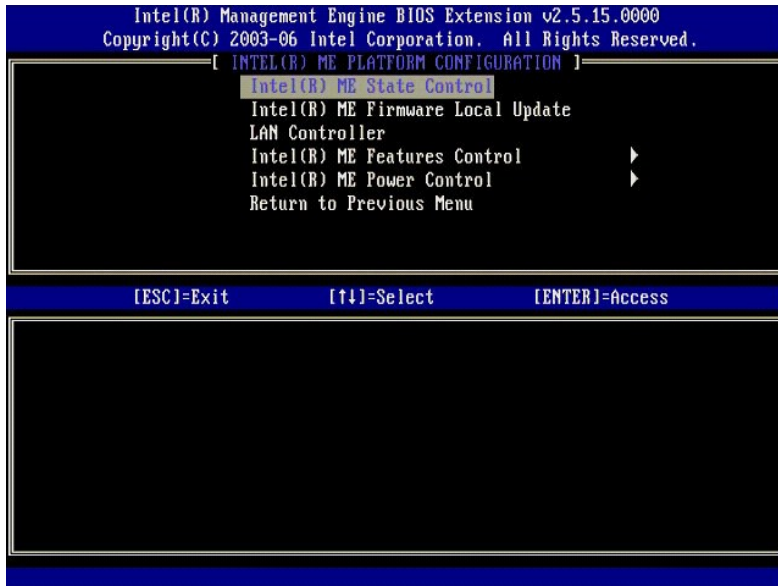 Intel(R) Management Engine BIOS Extension v2.5.15.0000
Copyright(C) 2003-06 Intel Corporation. All Rights Reserved.
[ INTEL(R) ME PLATFORM CONFIGURATION ]
Intel(R) ME State Control
Intel(R) ME Firmware Local Update
LAN Controller
Intel(R) ME Features Control
Intel(R) ME Power Control
Return to Previous Menu
[ESC]=Exit [↑↓]=Select [ENTER]=Access